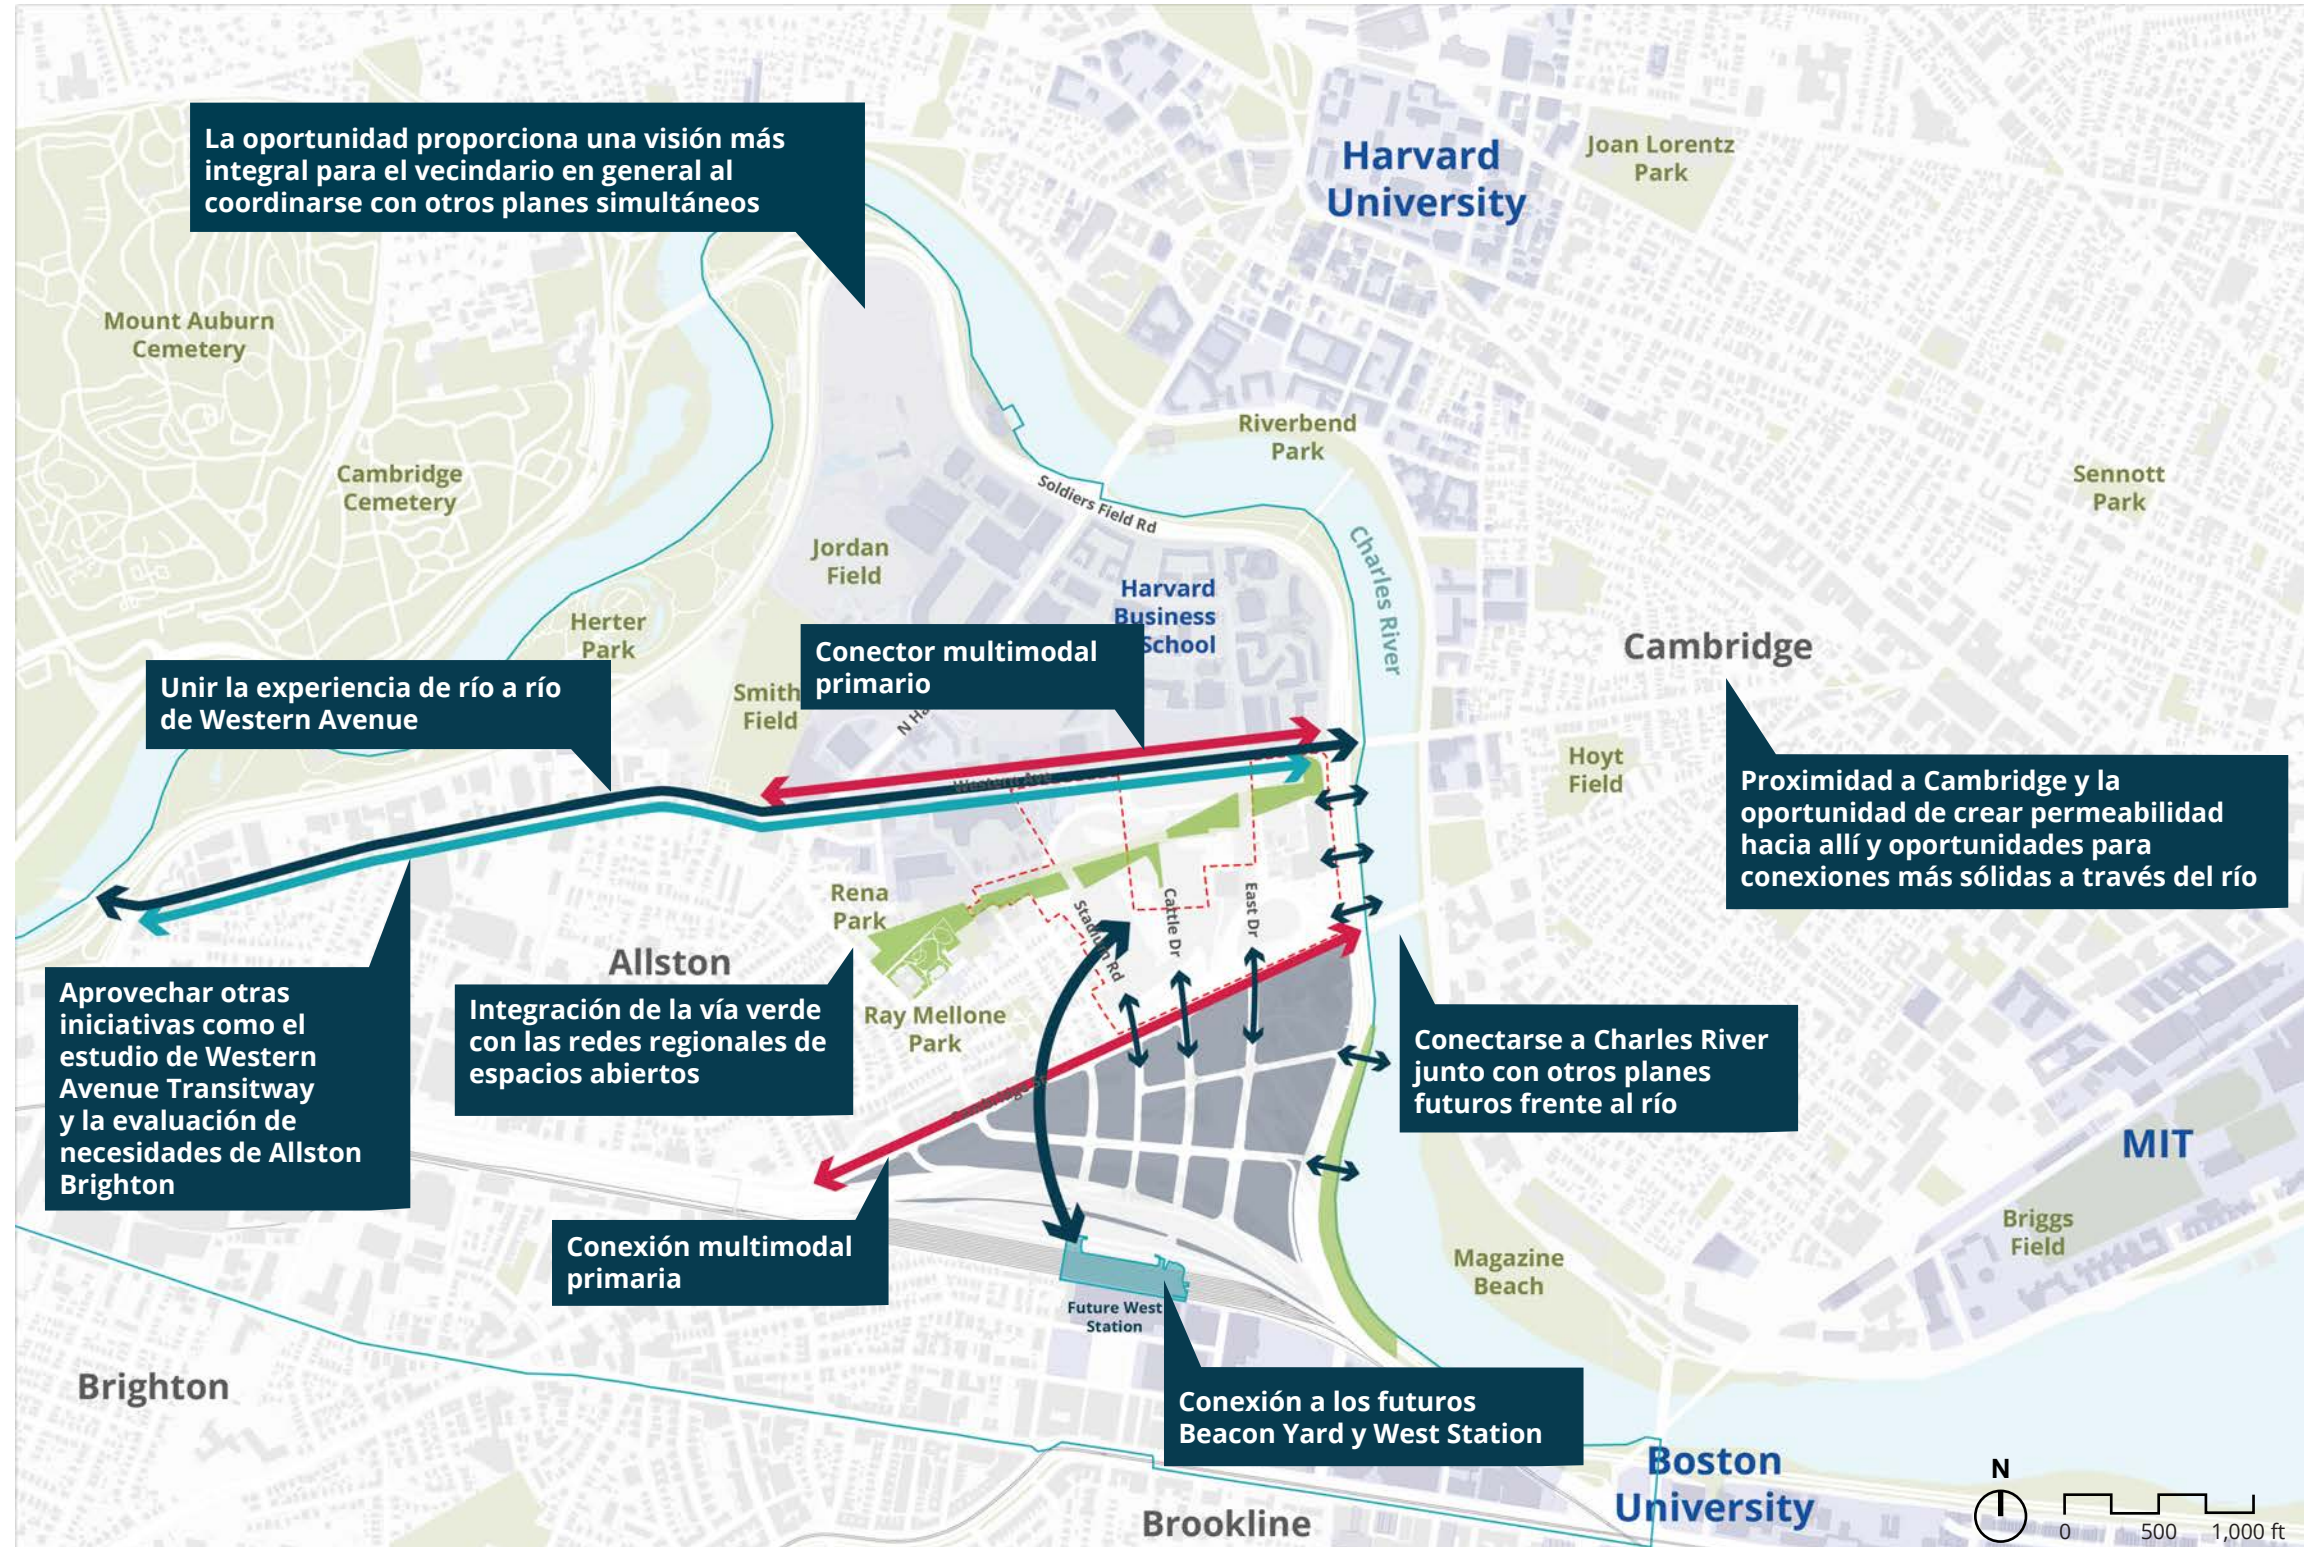 La oportunidad proporciona una visión más
integral para el vecindario en general al
coordinarse con otros planes simultáneos
Harvard
University
Joan Lorentz
Park
Mount Auburn
Cemetery
Cambridge
Cemetery
Riverbend
Park
Sennott
Park
Soldiers Field Rd
Charles River
Jordan
Field
Harvard
Business
School
Herter
Park
Conector multimodal
primario
Cambridge
Unir la experiencia de río a río
de Western Avenue
Smith
Field
N Ha
Western Ave
Hoyt
Field
Proximidad a Cambridge y la
oportunidad de crear permeabilidad
hacia allí y oportunidades para
conexiones más sólidas a través del río
Rena
Park
Stadium Rd
Cattle Dr
East Dr
Allston
Aprovechar otras
iniciativas como el
estudio de Western
Avenue Transitway
y la evaluación de
necesidades de Allston
Brighton
Integración de la vía verde
con las redes regionales de
espacios abiertos
Ray Mellone
Park
Conectarse a Charles River
junto con otros planes
futuros frente al río
Cambridge St
MIT
Briggs
Field
Conexión multimodal
primaria
Magazine
Beach
Future West
Station
Brighton
Conexión a los futuros
Beacon Yard y West Station
Boston
University
Brookline
N
0 500 1,000 ft